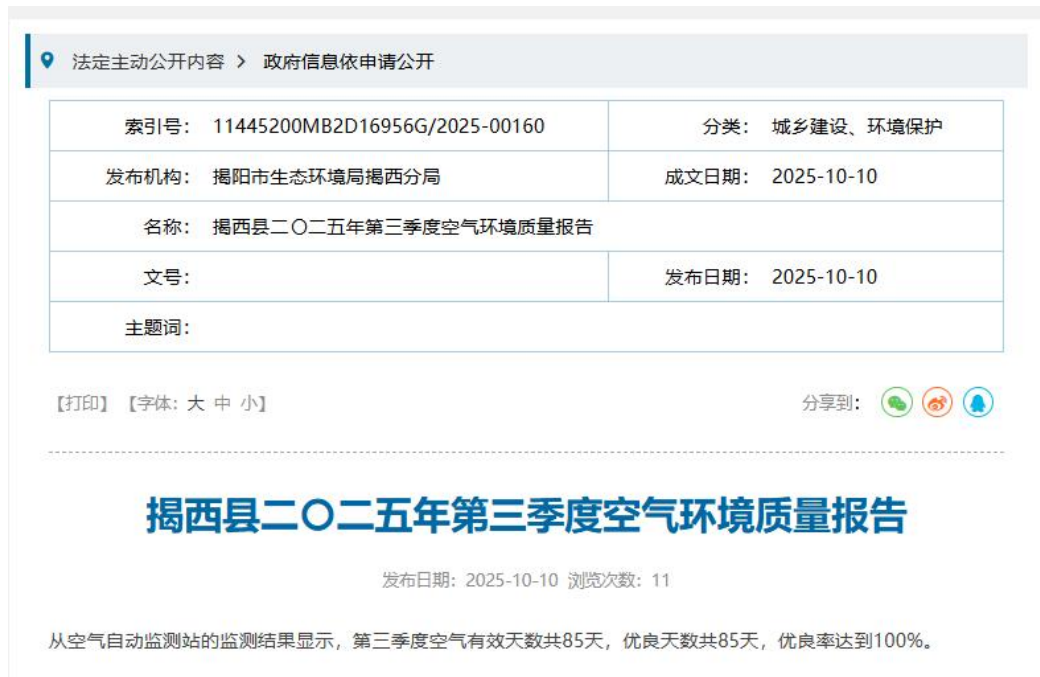 法定主动公开内容 > 政府信息依申请公开
索引号： 11445200MB2D16956G/2025-00160 分类： 城乡建设、环境保护
发布机构： 揭阳市生态环境局揭西分局 成文日期： 2025-10-10
名称： 揭西县二〇二五年第三季度空气环境质量报告
文号： 发布日期： 2025-10-10
主题词：
【打印】 【字体：大 中 小】 分享到：
揭西县二〇二五年第三季度空气环境质量报告
发布日期：2025-10-10 浏览次数：11
从空气自动监测站的监测结果显示，第三季度空气有效天数共85天，优良天数共85天，优良率达到100%。